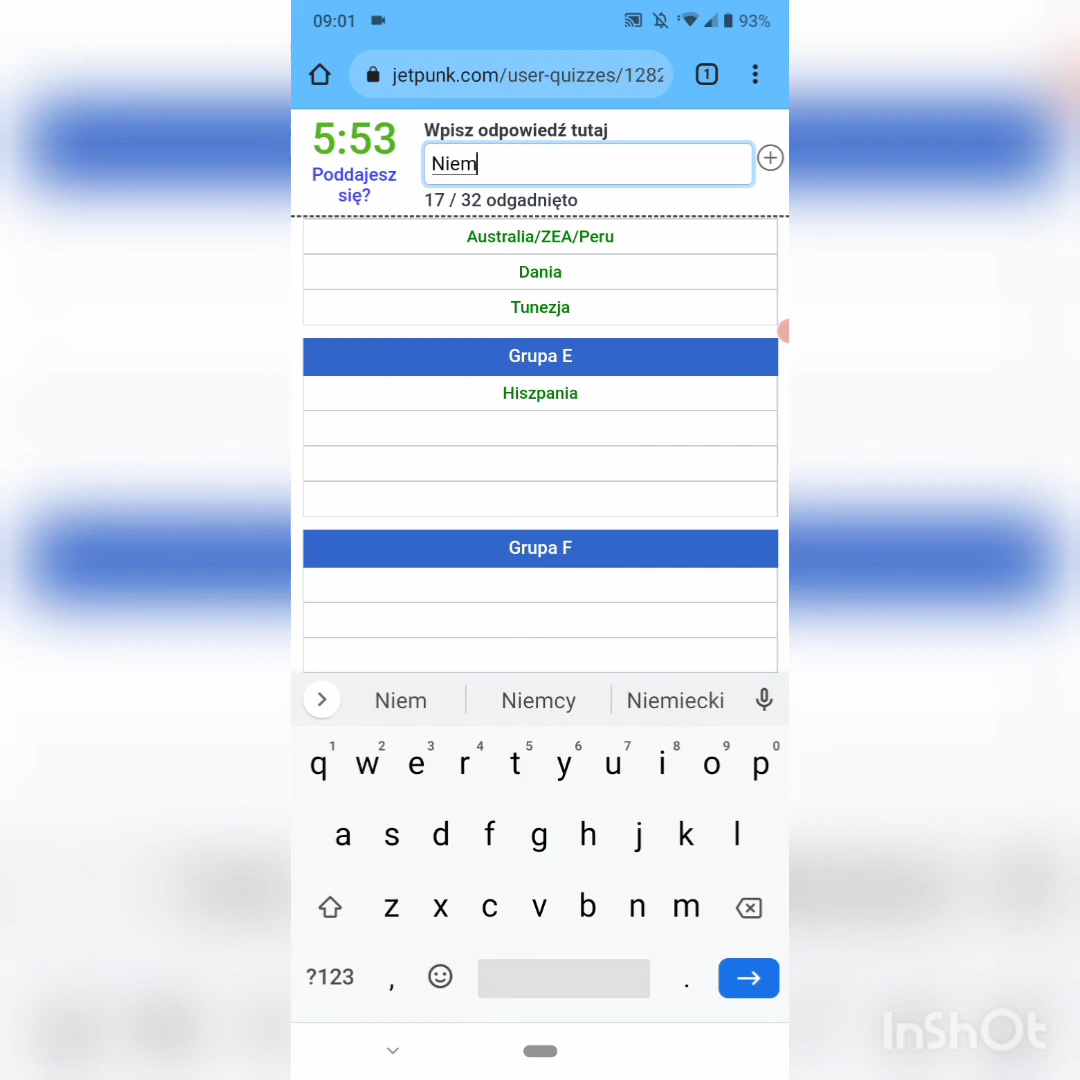 09:01 93%
jetpunk.com/user-quizzes/1282
1
5:53 Wpisz odpowiedź tutaj
Poddajesz się?
Niem
17 / 32 odgadnięto
Australia/ZEA/Peru
Dania
Tunezja
Grupa E
Hiszpania
Grupa F
Niem Niemcy Niemiecki
1 2 3 4 5 6 7 8 9 0
q w e r t y u i o p
a s d f g h j k l
z x c v b n m
?123 , .
InShOt